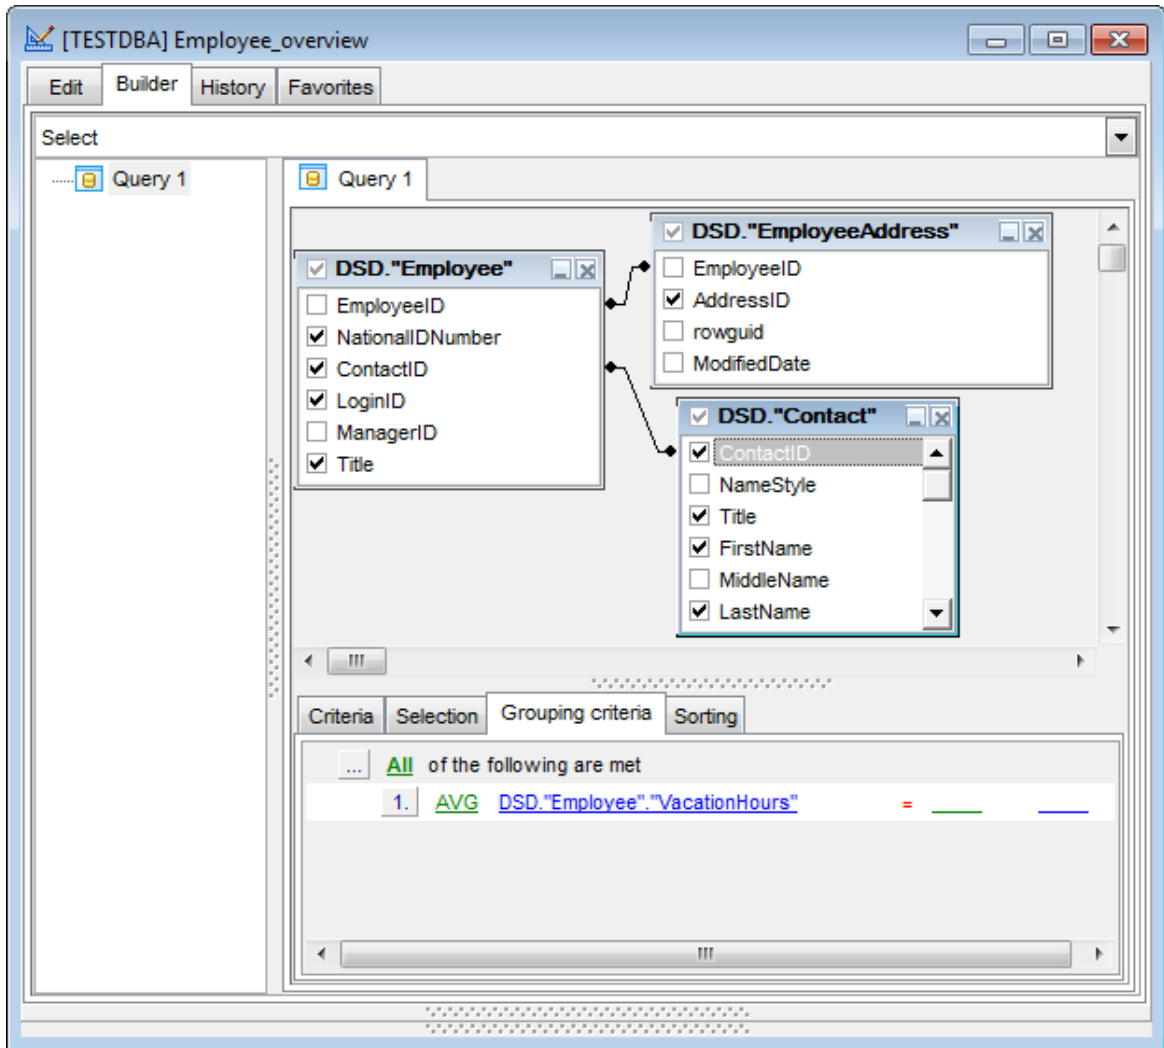 [TESTDBA] Employee_overview
Edit Builder History Favorites
Select
Query 1
Query 1
DSD."Employee"
EmployeeID
NationalIDNumber
ContactID
LoginID
ManagerID
Title
DSD."EmployeeAddress"
EmployeeID
AddressID
rowguid
ModifiedDate
DSD."Contact"
ContactID
NameStyle
Title
FirstName
MiddleName
LastName
Criteria Selection Grouping criteria Sorting
... All of the following are met
1. AVG DSD."Employee"."VacationHours" =